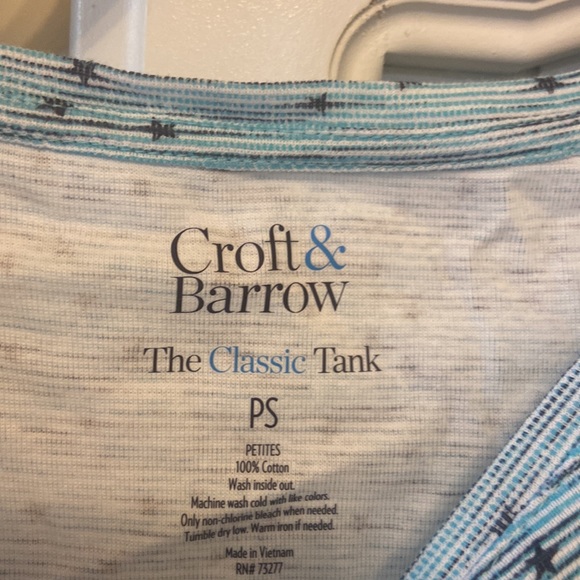 Croft&
Barrow
The Classic Tank
PS
PETITES
100% Cotton
Wash inside out.
Machine wash cold with like colors.
Only non-chlorine bleach when needed.
Tumble dry low. Warm iron if needed.
Made in Vietnam
RN# 73277